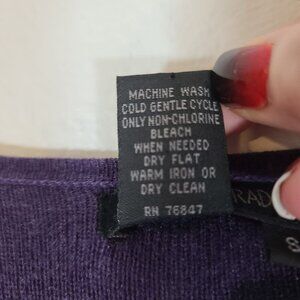 MACHINE WASH
COLD GENTLE CYCLE
ONLY NON-CHLORINE
BLEACH
WHEN NEEDED
DRY FLAT
WARM IRON OR
DRY CLEAN
RN 76847
RAD
S